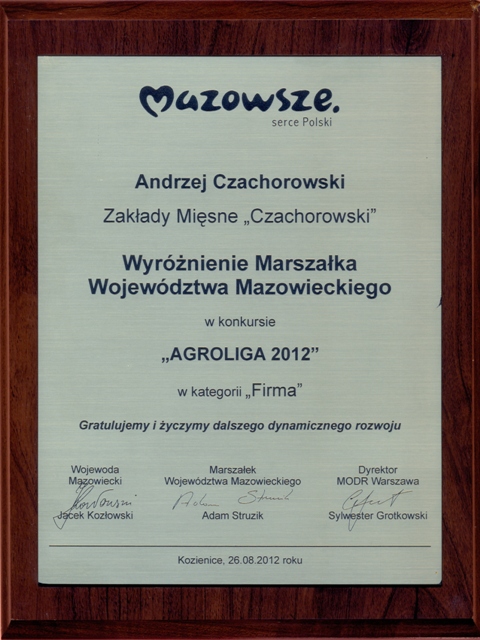 Mazowsze.
serce Polski
Andrzej Czachorowski
Zakłady Mięsne „Czachorowski”
Wyróżnienie Marszałka
Województwa Mazowieckiego
w konkursie
„AGROLIGA 2012”
w kategorii „Firma”
Gratulujemy i życzymy dalszego dynamicznego rozwoju
Wojewoda
Mazowiecki
Jacek Kozłowski
Marszałek
Województwa Mazowieckiego
Adam Struzik
Adam Struzik
Dyrektor
MODR Warszawa
Sylwester Grotkowski
Kozienice, 26.08.2012 roku